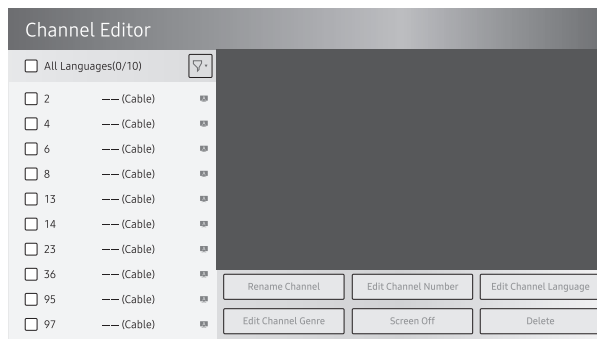 Channel Editor
All Languages(0/10)
2 —— (Cable)
4 —— (Cable)
6 —— (Cable)
8 —— (Cable)
13 —— (Cable)
14 —— (Cable)
23 —— (Cable)
36 —— (Cable)
95 —— (Cable)
97 —— (Cable)
Rename Channel Edit Channel Number Edit Channel Language
Edit Channel Genre Screen Off Delete